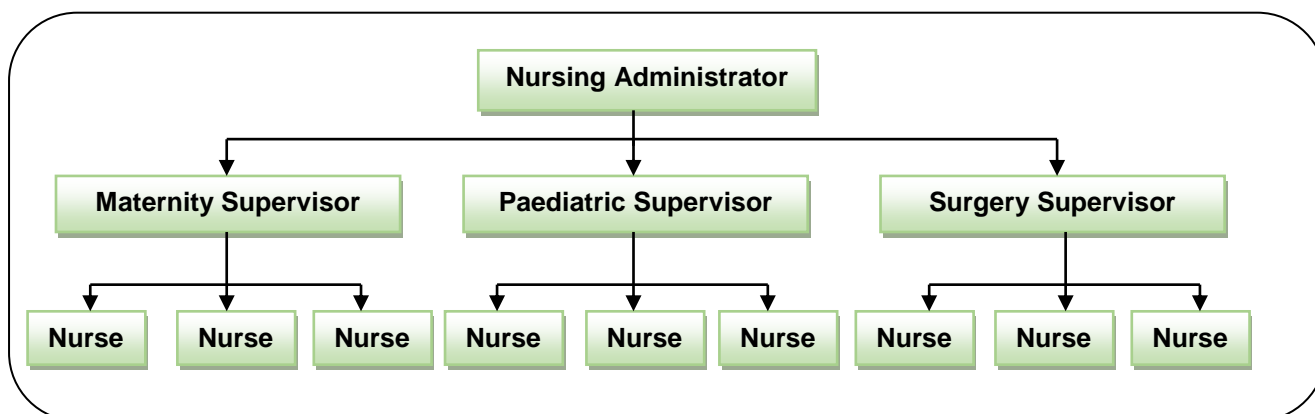 Nursing Administrator
Maternity Supervisor
Paediatric Supervisor
Surgery Supervisor
Nurse
Nurse
Nurse
Nurse
Nurse
Nurse
Nurse
Nurse
Nurse